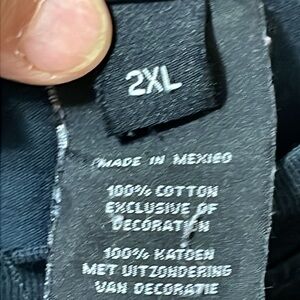 2XL
MADE IN MEXICO
100% COTTON
EXCLUSIVE OF
DECORATION
100% KATOEN
MET UITZONDERING
VAN DECORATIE